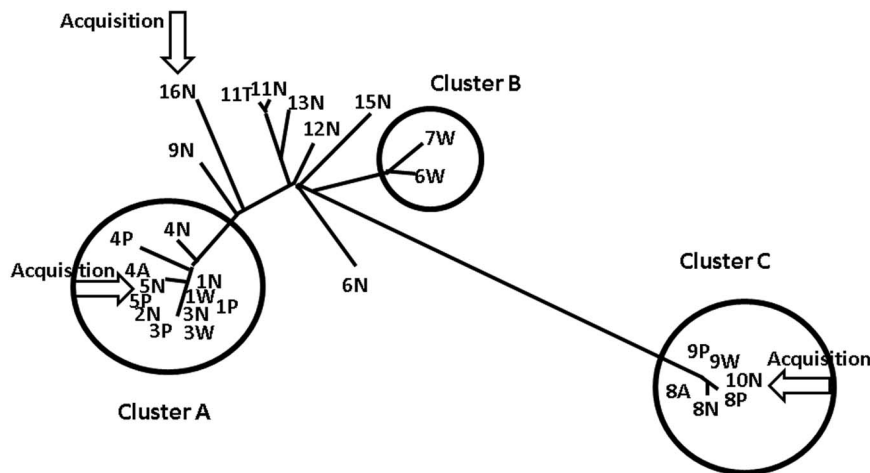 Acquisition
16N
11T
11N
13N
15N
12N
Cluster B
7W
6W
9N
4N
4P
6N
Acquisition
4A
5N
1N
5P
1W
1P
2N
3N
3P
3W
Cluster A
Cluster C
9P
9W
Acquisition
10N
8A
8P
8N